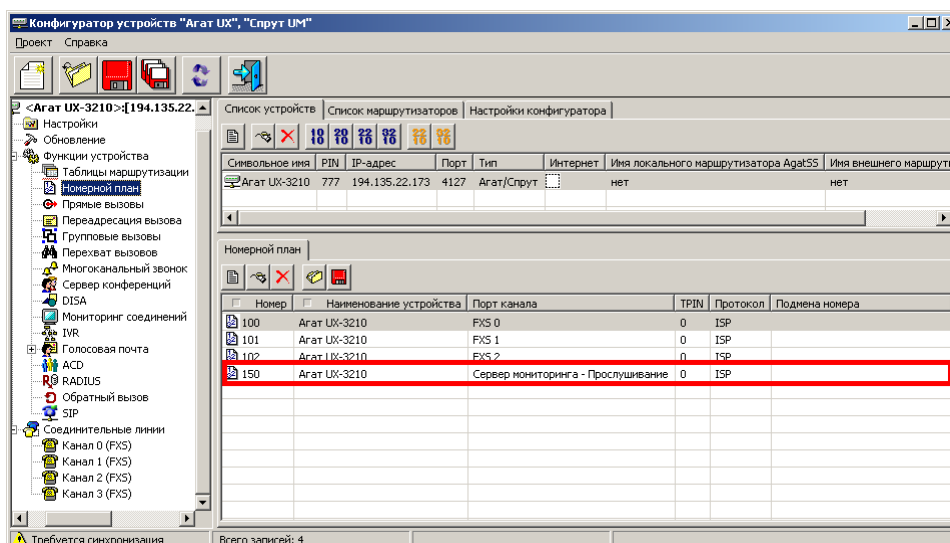 Конфигуратор устройств "Агат UX", "Спрут UM"
Проект Справка
<Агат UX-3210>:[194.135.22.
Настройки
Обновление
Функции устройства
Таблицы маршрутизации
Номерной план
Прямые вызовы
Переадресация вызова
Групповые вызовы
Перехват вызовов
Многоканальный звонок
Сервер конференций
DISA
Мониторинг соединений
IVR
Голосовая почта
ACD
RADIUS
Обратный вызов
SIP
Соединительные линии
Канал 0 (FXS)
Канал 1 (FXS)
Канал 2 (FXS)
Канал 3 (FXS)
Список устройств Список маршрутизаторов Настройки конфигуратора
Символьное имя PIN IP-адрес Порт Тип Интернет Имя локального маршрутизатора AgatSS Имя внешнего маршрути
Агат UX-3210 777 194.135.22.173 4127 Агат/Спрут нет нет
Номерной план
Номер Наименование устройства Порт канала TPIN Протокол Подмена номера
100 Агат UX-3210 FXS 0 0 ISP
101 Агат UX-3210 FXS 1 0 ISP
102 Агат UX-3210 FXS 2 0 ISP
150 Агат UX-3210 Сервер мониторинга - Прослушивание 0 ISP
Требуется синхронизация Всего записей: 4